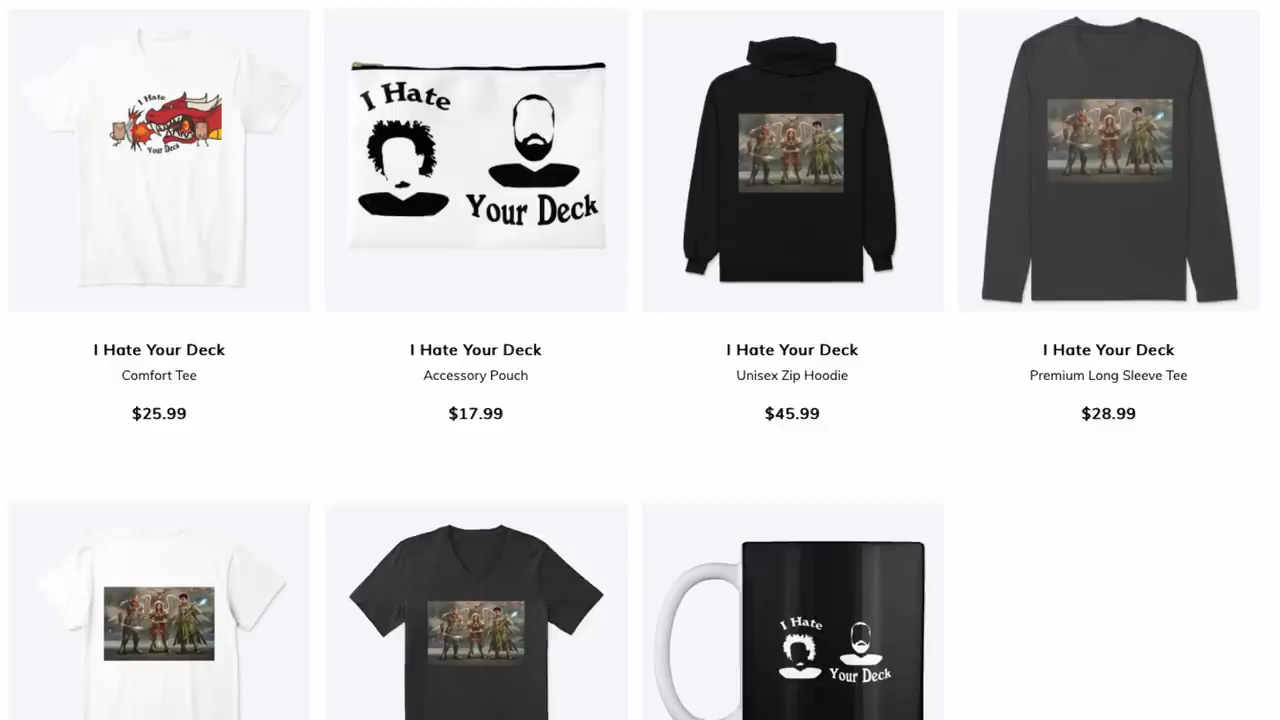 I Hate
Your Deck
I Hate
Your Deck
I Hate Your Deck
Comfort Tee
$25.99
I Hate Your Deck
Accessory Pouch
$17.99
I Hate Your Deck
Unisex Zip Hoodie
$45.99
I Hate Your Deck
Premium Long Sleeve Tee
$28.99
I Hate
Your Deck